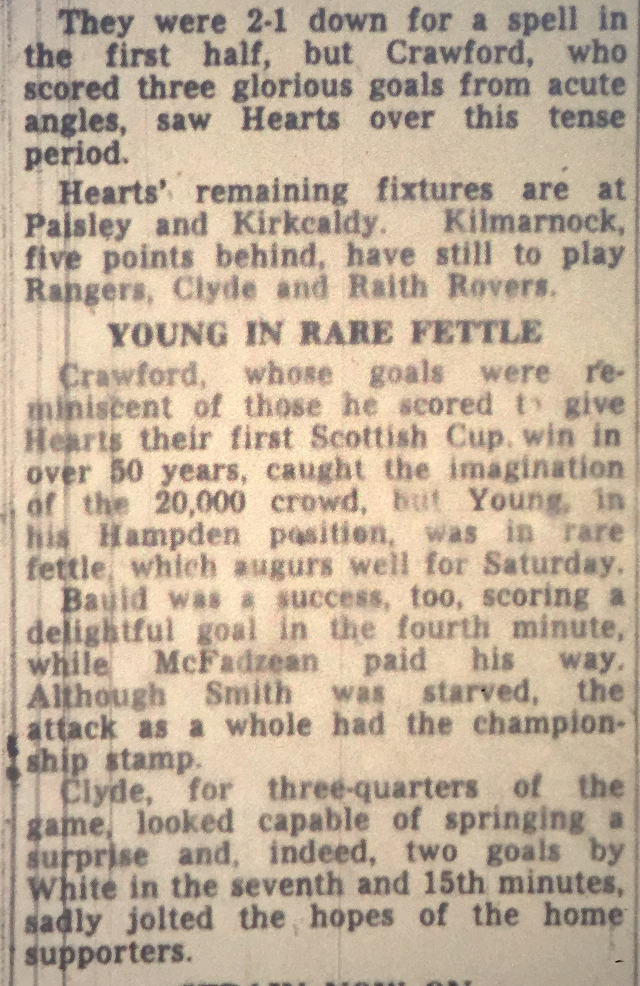 They were 2-1 down for a spell in
the first half, but Crawford, who
scored three glorious goals from acute
angles, saw Hearts over this tense
period.
Hearts' remaining fixtures are at
Paisley and Kirkcaldy. Kilmarnock,
five points behind, have still to play
Rangers, Clyde and Raith Rovers.
YOUNG IN RARE FETTLE
Crawford, whose goals were re-
miniscent of those he scored to give
Hearts their first Scottish Cup win in
over 50 years, caught the imagination
of the 20,000 crowd, but Young, in
his Hampden position, was in rare
fettle, which augurs well for Saturday.
Bauld was a success, too, scoring a
delightful goal in the fourth minute,
while McFadzean paid his way.
Although Smith was starved, the
attack as a whole had the champion-
ship stamp.
Clyde, for three-quarters of the
game, looked capable of springing a
surprise and, indeed, two goals by
White in the seventh and 15th minutes,
sadly jolted the hopes of the home
supporters.